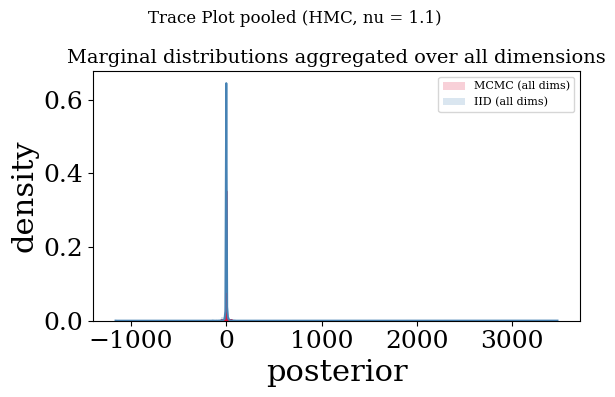 Trace Plot pooled (HMC, nu = 1.1)
Marginal distributions aggregated over all dimensions
MCMC (all dims)
IID (all dims)
density
0.6
0.4
0.2
0.0
−1000 0 1000 2000 3000
posterior